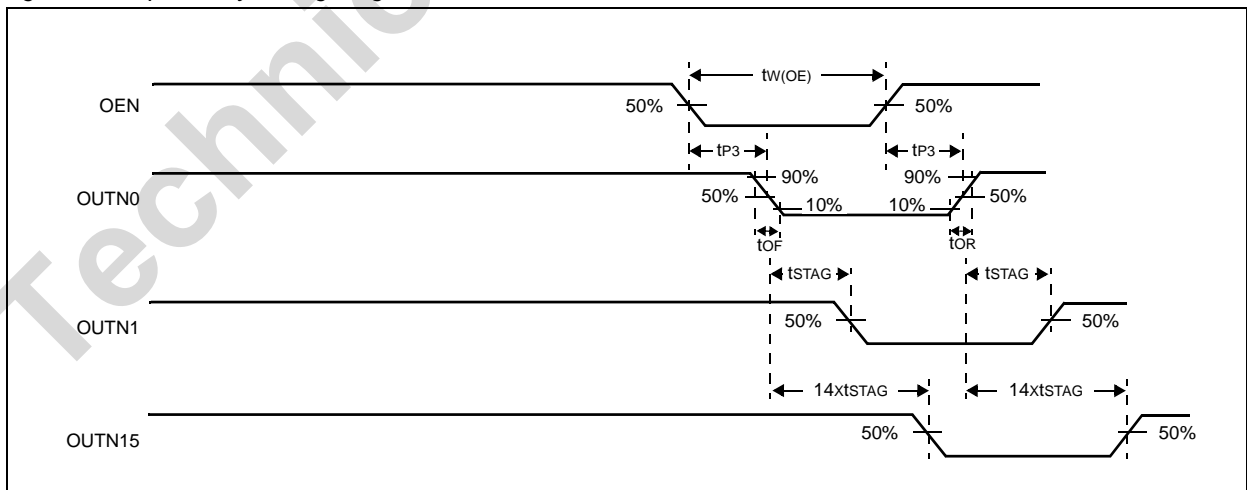 tW(OE)
OEN
50%
50%
tP3
tP3
90%
90%
OUTN0
50%
50%
10%
10%
tOF
tOR
tSTAG
tSTAG
OUTN1
50%
50%
14XtSTAG
14XtSTAG
OUTN15
50%
50%
Technic